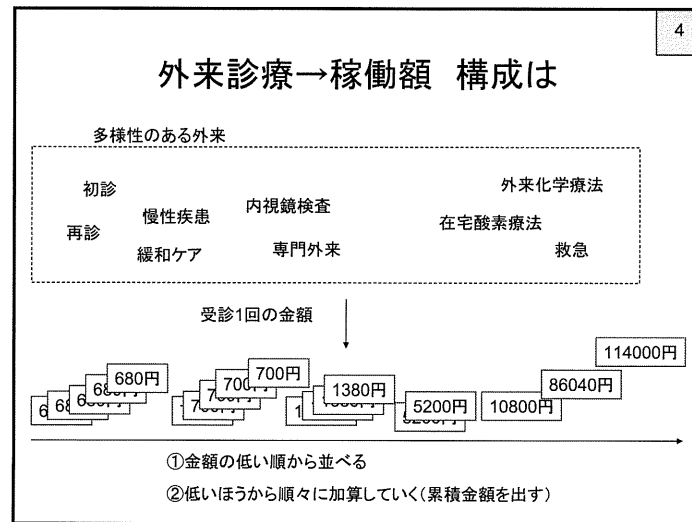 4
外来診療→稼働額 構成は
多様性のある外来
初診
再診
慢性疾患
緩和ケア
内視鏡検査
専門外来
外来化学療法
在宅酸素療法
救急
受診1回の金額
680円
700円
700
1380円
5200円
10800円
86040円
114000円
①金額の低い順から並べる
②低いほうから順々に加算していく(累積金額を出す)